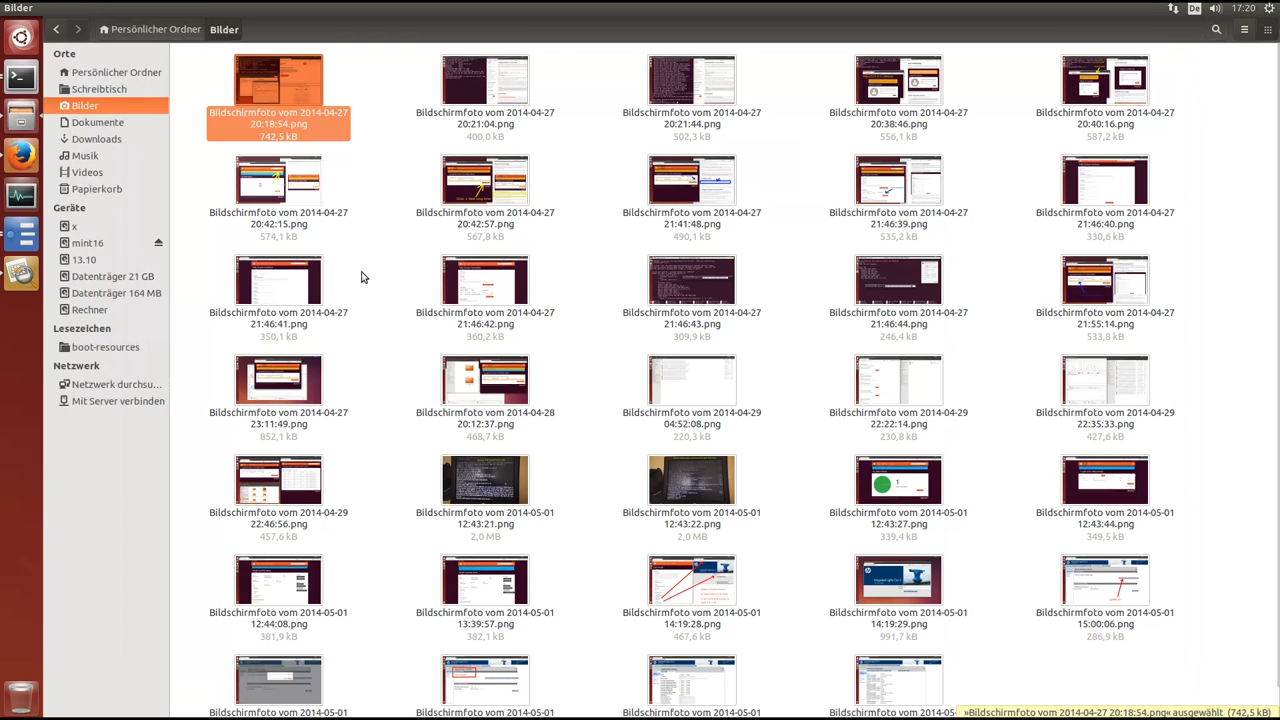 Bilder
De
17:20
Persönlicher Ordner
Bilder
Orte
Persönlicher Ordner
Schreibtisch
Bilder
Dokumente
Downloads
Musik
Videos
Papierkorb
Geräte
x
mint16
13.10
Datenträger 21 GB
Datenträger 164 MB
Rechner
Lesezeichen
boot-resources
Netzwerk
Netzwerk durchsu...
Mit Server verbinden
Bildschirmfoto vom 2014-04-27
20:18:54.png
742,5 kB
Bildschirmfoto vom 2014-04-27
20:21:04.png
400,0 kB
Bildschirmfoto vom 2014-04-27
20:21:44.png
502,3 kB
Bildschirmfoto vom 2014-04-27
20:38:46.png
556,1 kB
Bildschirmfoto vom 2014-04-27
20:40:16.png
587,2 kB
Bildschirmfoto vom 2014-04-27
20:42:15.png
574,1 kB
Bildschirmfoto vom 2014-04-27
20:42:57.png
567,8 kB
Bildschirmfoto vom 2014-04-27
21:41:48.png
490,1 kB
Bildschirmfoto vom 2014-04-27
21:46:39.png
535,2 kB
Bildschirmfoto vom 2014-04-27
21:46:40.png
330,6 kB
Bildschirmfoto vom 2014-04-27
21:46:41.png
350,1 kB
Bildschirmfoto vom 2014-04-27
21:46:42.png
360,2 kB
Bildschirmfoto vom 2014-04-27
21:46:43.png
309,9 kB
Bildschirmfoto vom 2014-04-27
21:46:44.png
246,4 kB
Bildschirmfoto vom 2014-04-27
21:55:14.png
533,8 kB
Bildschirmfoto vom 2014-04-27
23:11:49.png
852,1 kB
Bildschirmfoto vom 2014-04-28
20:12:37.png
468,7 kB
Bildschirmfoto vom 2014-04-29
04:52:08.png
220,3 kB
Bildschirmfoto vom 2014-04-29
22:22:14.png
230,8 kB
Bildschirmfoto vom 2014-04-29
22:35:33.png
427,6 kB
Bildschirmfoto vom 2014-04-29
22:46:56.png
457,6 kB
Bildschirmfoto vom 2014-05-01
12:43:21.png
2,0 MB
Bildschirmfoto vom 2014-05-01
12:43:22.png
2,0 MB
Bildschirmfoto vom 2014-05-01
12:43:27.png
339,4 kB
Bildschirmfoto vom 2014-05-01
12:43:44.png
349,5 kB
Bildschirmfoto vom 2014-05-01
12:44:08.png
381,9 kB
Bildschirmfoto vom 2014-05-01
13:39:57.png
382,1 kB
Bildschirmfoto vom 2014-05-01
14:19:28.png
467,6 kB
Bildschirmfoto vom 2014-05-01
14:19:29.png
991,7 kB
Bildschirmfoto vom 2014-05-01
15:00:06.png
286,9 kB
Bildschirmfoto vom 2014-05-01
Bildschirmfoto vom 2014-05-01
Bildschirmfoto vom 2014-05-01
Bildschirmfoto vom 2014-05-
»Bildschirmfoto vom 2014-04-27 20:18:54.png« ausgewählt (742,5 kB)